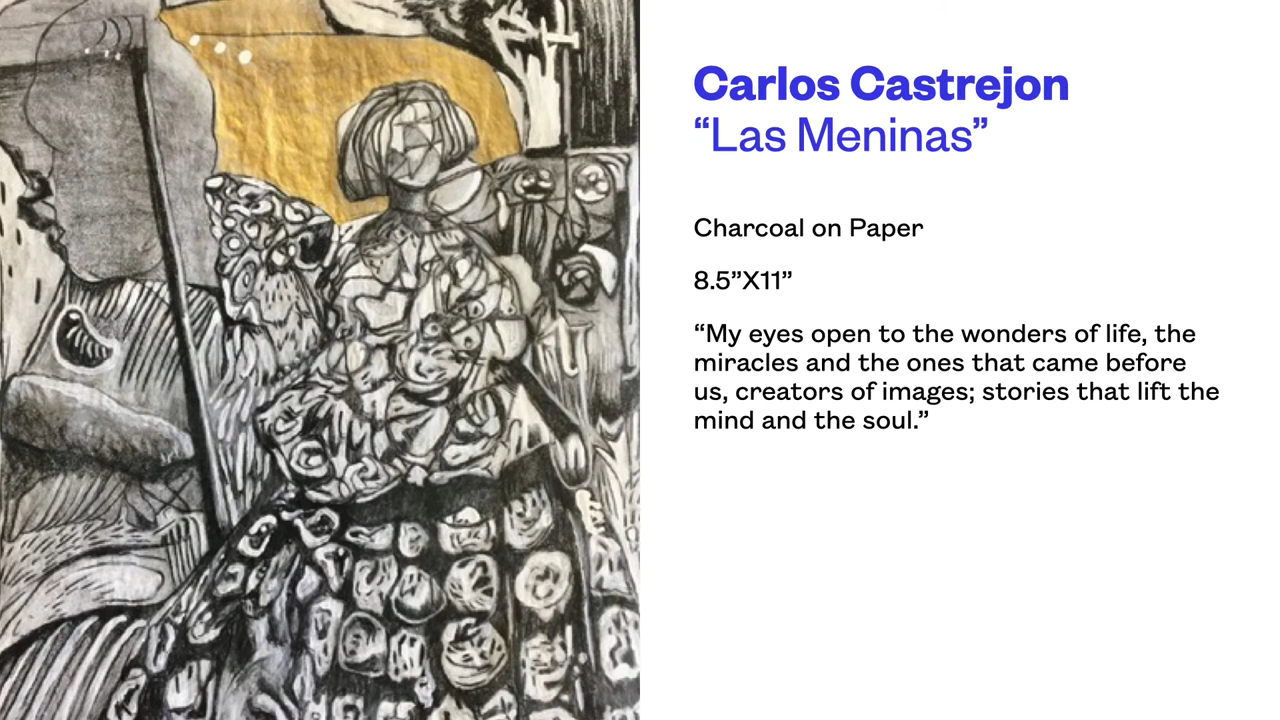 Carlos Castrejon
“Las Meninas”
Charcoal on Paper
8.5”X11”
“My eyes open to the wonders of life, the
miracles and the ones that came before
us, creators of images; stories that lift the
mind and the soul.”